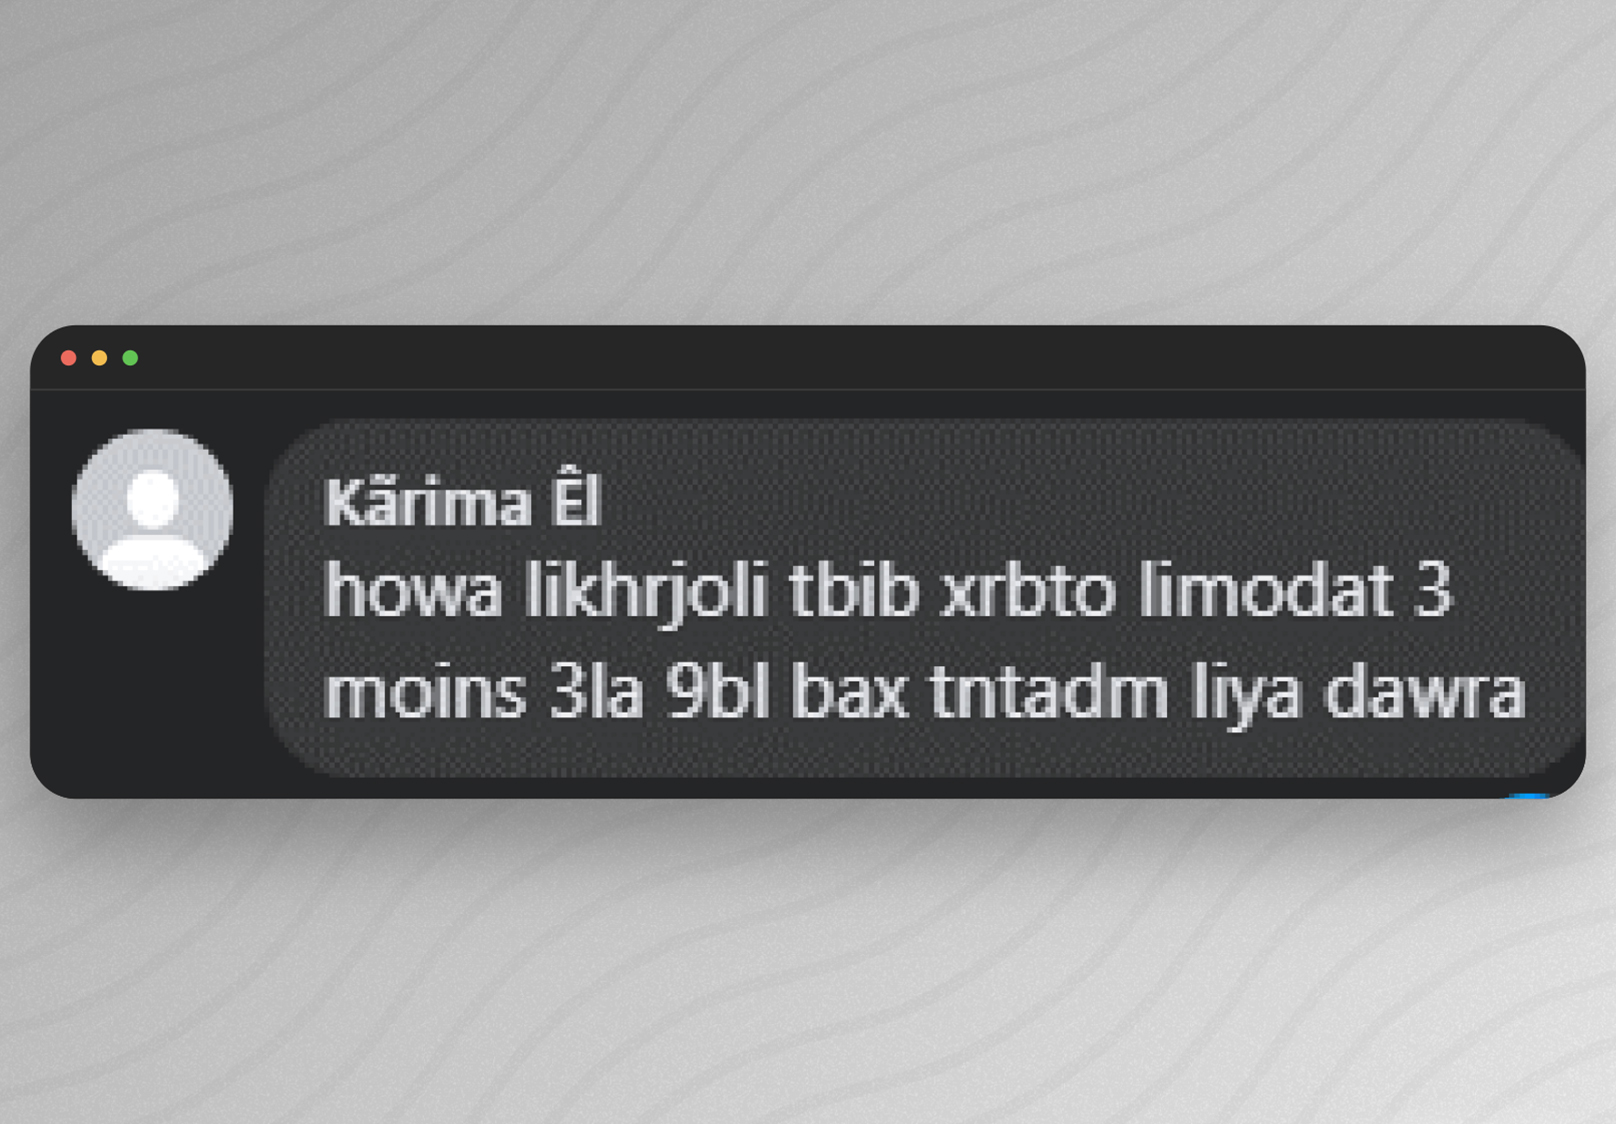 Kãrima Êl
howa likhrjoli tbib xrbto limodat 3
moins 3la 9bl bax tntadm liya dawra